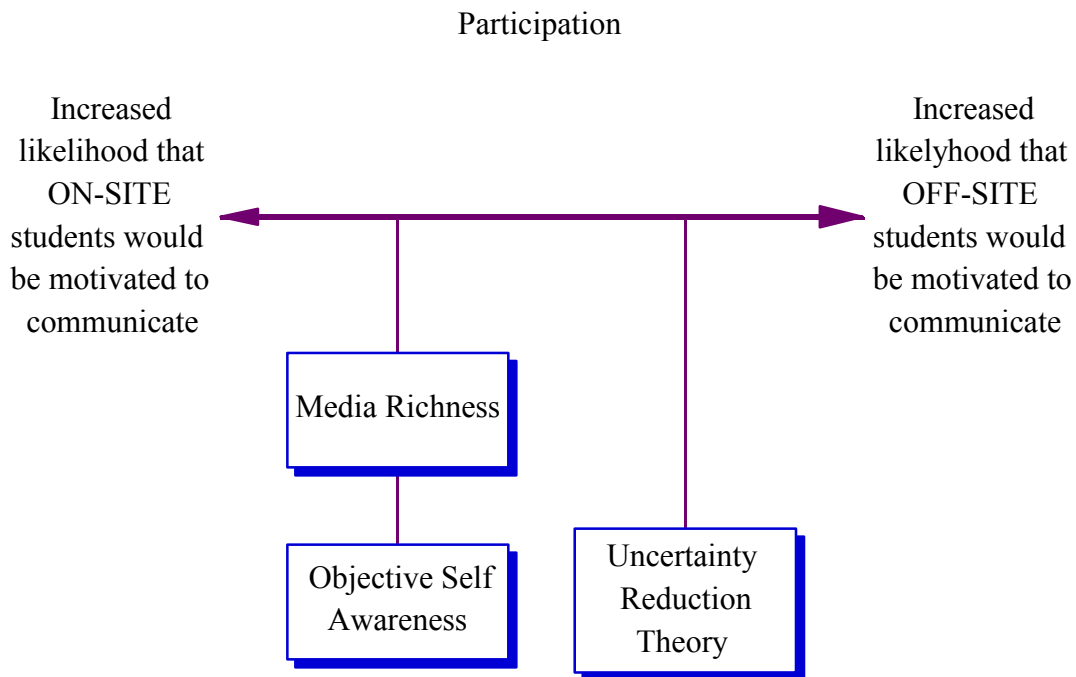 Participation
Increased
likelihood that
ON-SITE
students would
be motivated to
communicate
Increased
likelyhood that
OFF-SITE
students would
be motivated to
communicate
Media Richness
Objective Self
Awareness
Uncertainty
Reduction
Theory